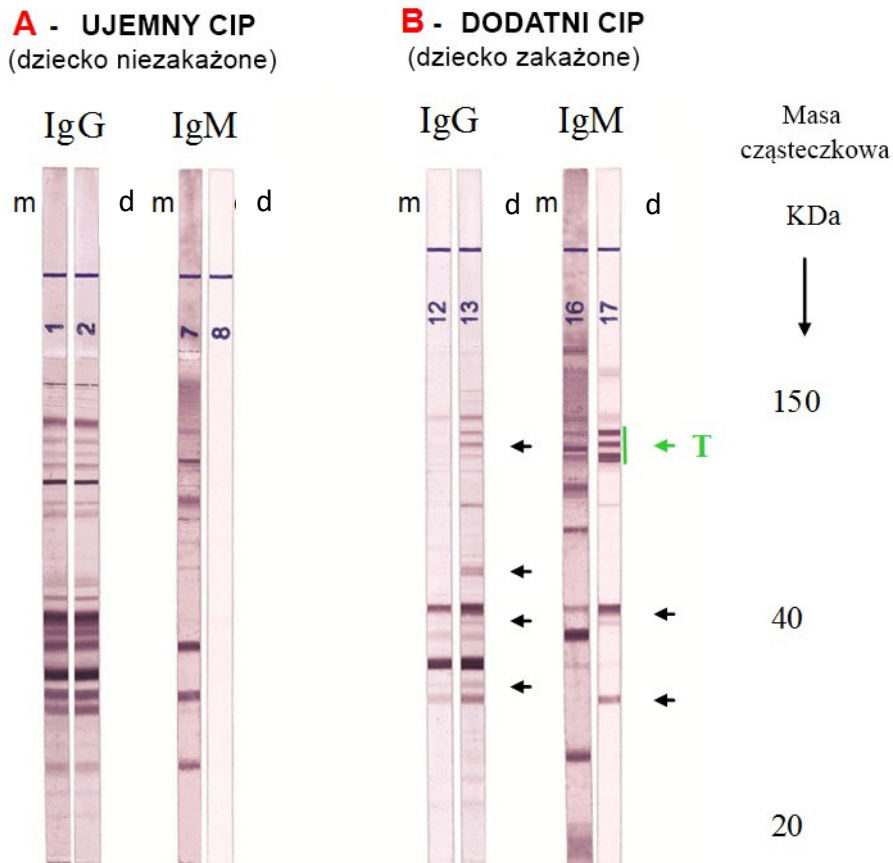 A - UJEMNY CIP
(dziecko niezakażone)
B - DODATNI CIP
(dziecko zakażone)
IgG IgM
IgG IgM
Masa
cząsteczkowa
m d m d
m d m d
KDa
1 2 7 8
12 13 16 17
150
T
40
20